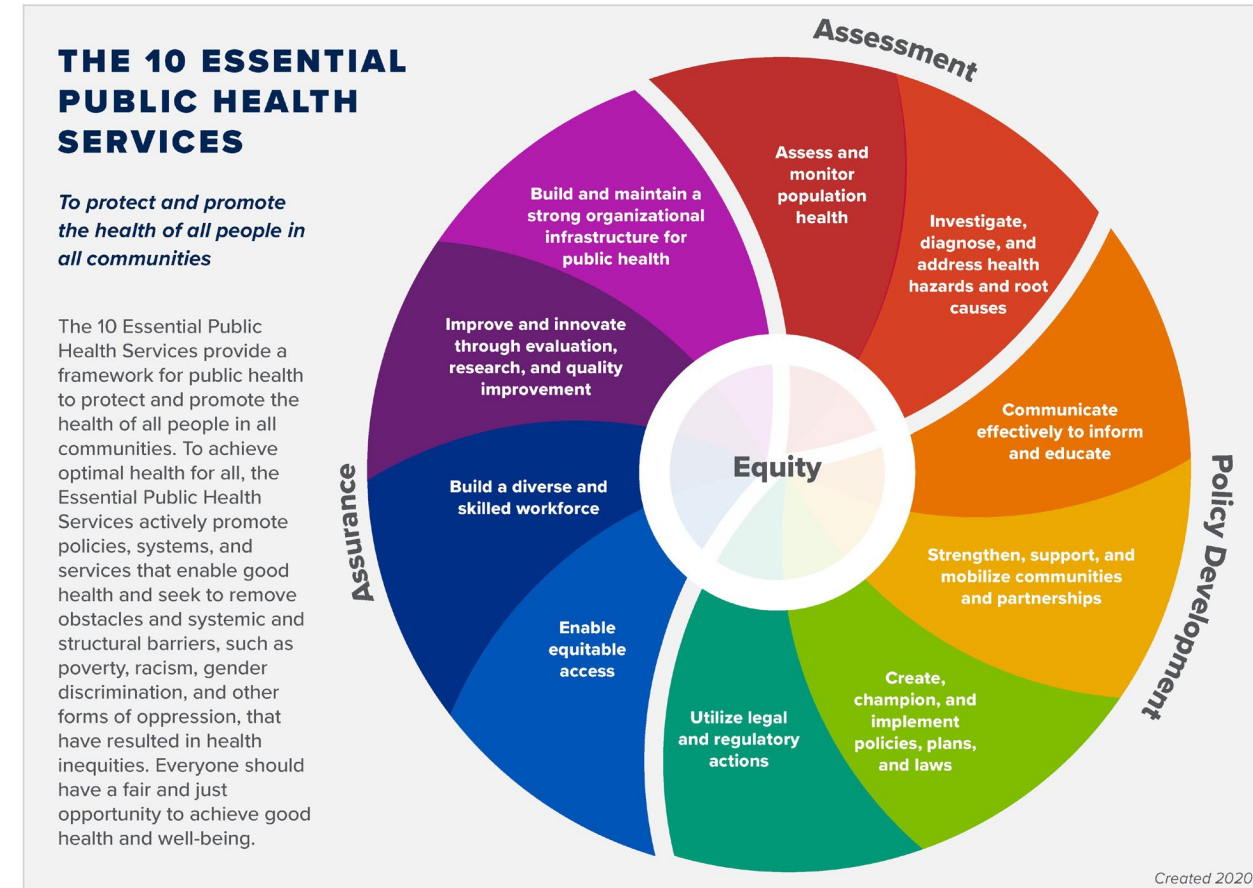 THE 10 ESSENTIAL
PUBLIC HEALTH
SERVICES
To protect and promote
the health of all people in
all communities
The 10 Essential Public
Health Services provide a
framework for public health
to protect and promote the
health of all people in all
communities. To achieve
optimal health for all, the
Essential Public Health
Services actively promote
policies, systems, and
services that enable good
health and seek to remove
obstacles and systemic and
structural barriers, such as
poverty, racism, gender
discrimination, and other
forms of oppression, that
have resulted in health
inequities. Everyone should
have a fair and just
opportunity to achieve good
health and well-being.
Assessment
Assess and
monitor
population
health
Investigate,
diagnose, and
address health
hazards and root
causes
Policy Development
Communicate
effectively to inform
and educate
Strengthen, support, and
mobilize communities
and partnerships
Create,
champion, and
implement
policies, plans,
and laws
Utilize legal
and regulatory
actions
Assurance
Enable
equitable
access
Build a diverse and
skilled workforce
Improve and innovate
through evaluation,
research, and quality
improvement
Build and maintain a
strong organizational
infrastructure for
public health
Equity
Created 2020